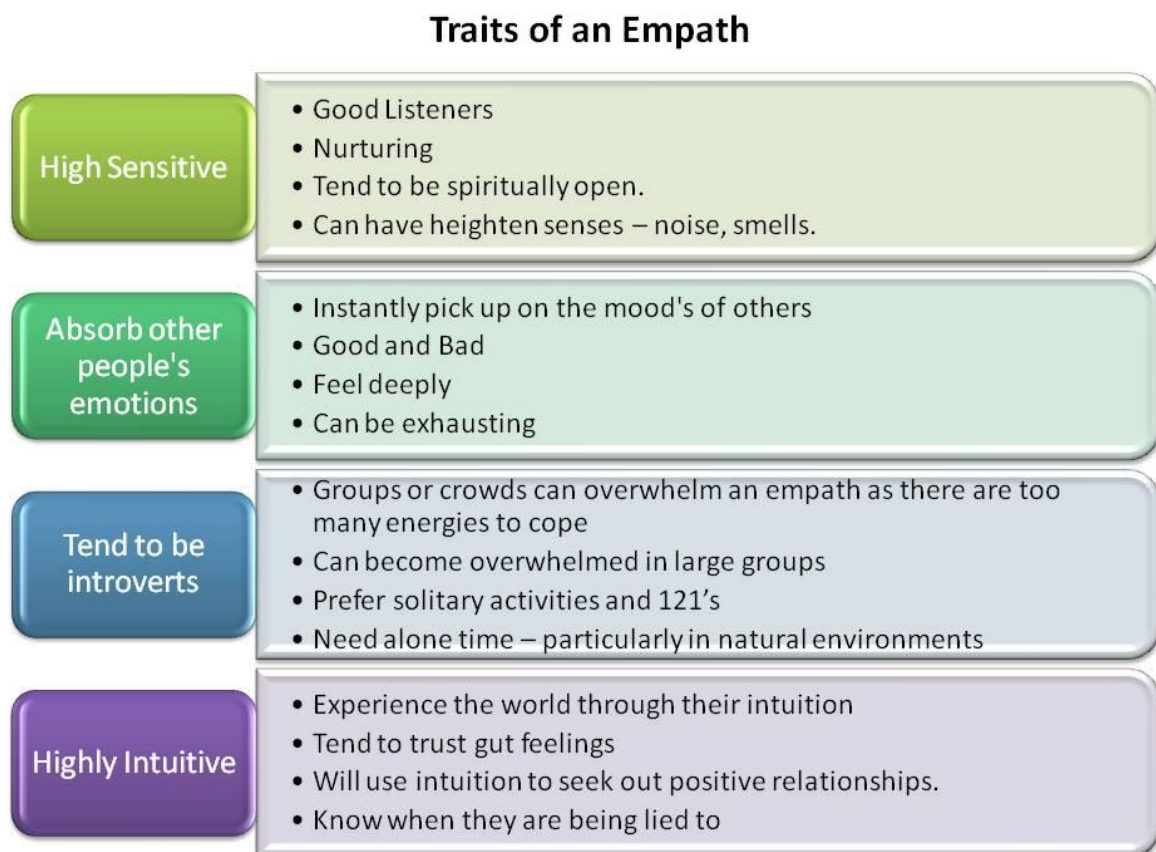 Traits of an Empath
High Sensitive
• Good Listeners
• Nurturing
• Tend to be spiritually open.
• Can have heighten senses – noise, smells.
Absorb other
people's
emotions
• Instantly pick up on the mood's of others
• Good and Bad
• Feel deeply
• Can be exhausting
Tend to be
introverts
• Groups or crowds can overwhelm an empath as there are too
many energies to cope
• Can become overwhelmed in large groups
• Prefer solitary activities and 121’s
• Need alone time – particularly in natural environments
Highly Intuitive
• Experience the world through their intuition
• Tend to trust gut feelings
• Will use intuition to seek out positive relationships.
• Know when they are being lied to